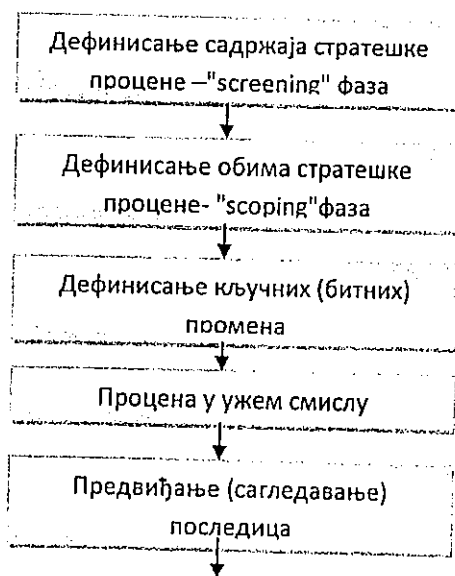 Дефинисање садржаја стратешке
процене –"screening" фаза
Дефинисање обима стратешке
процене- "scoping"фаза
Дефинисање кључних (битних)
промена
Процена у ужем смислу
Предвиђање (сагледавање)
последица